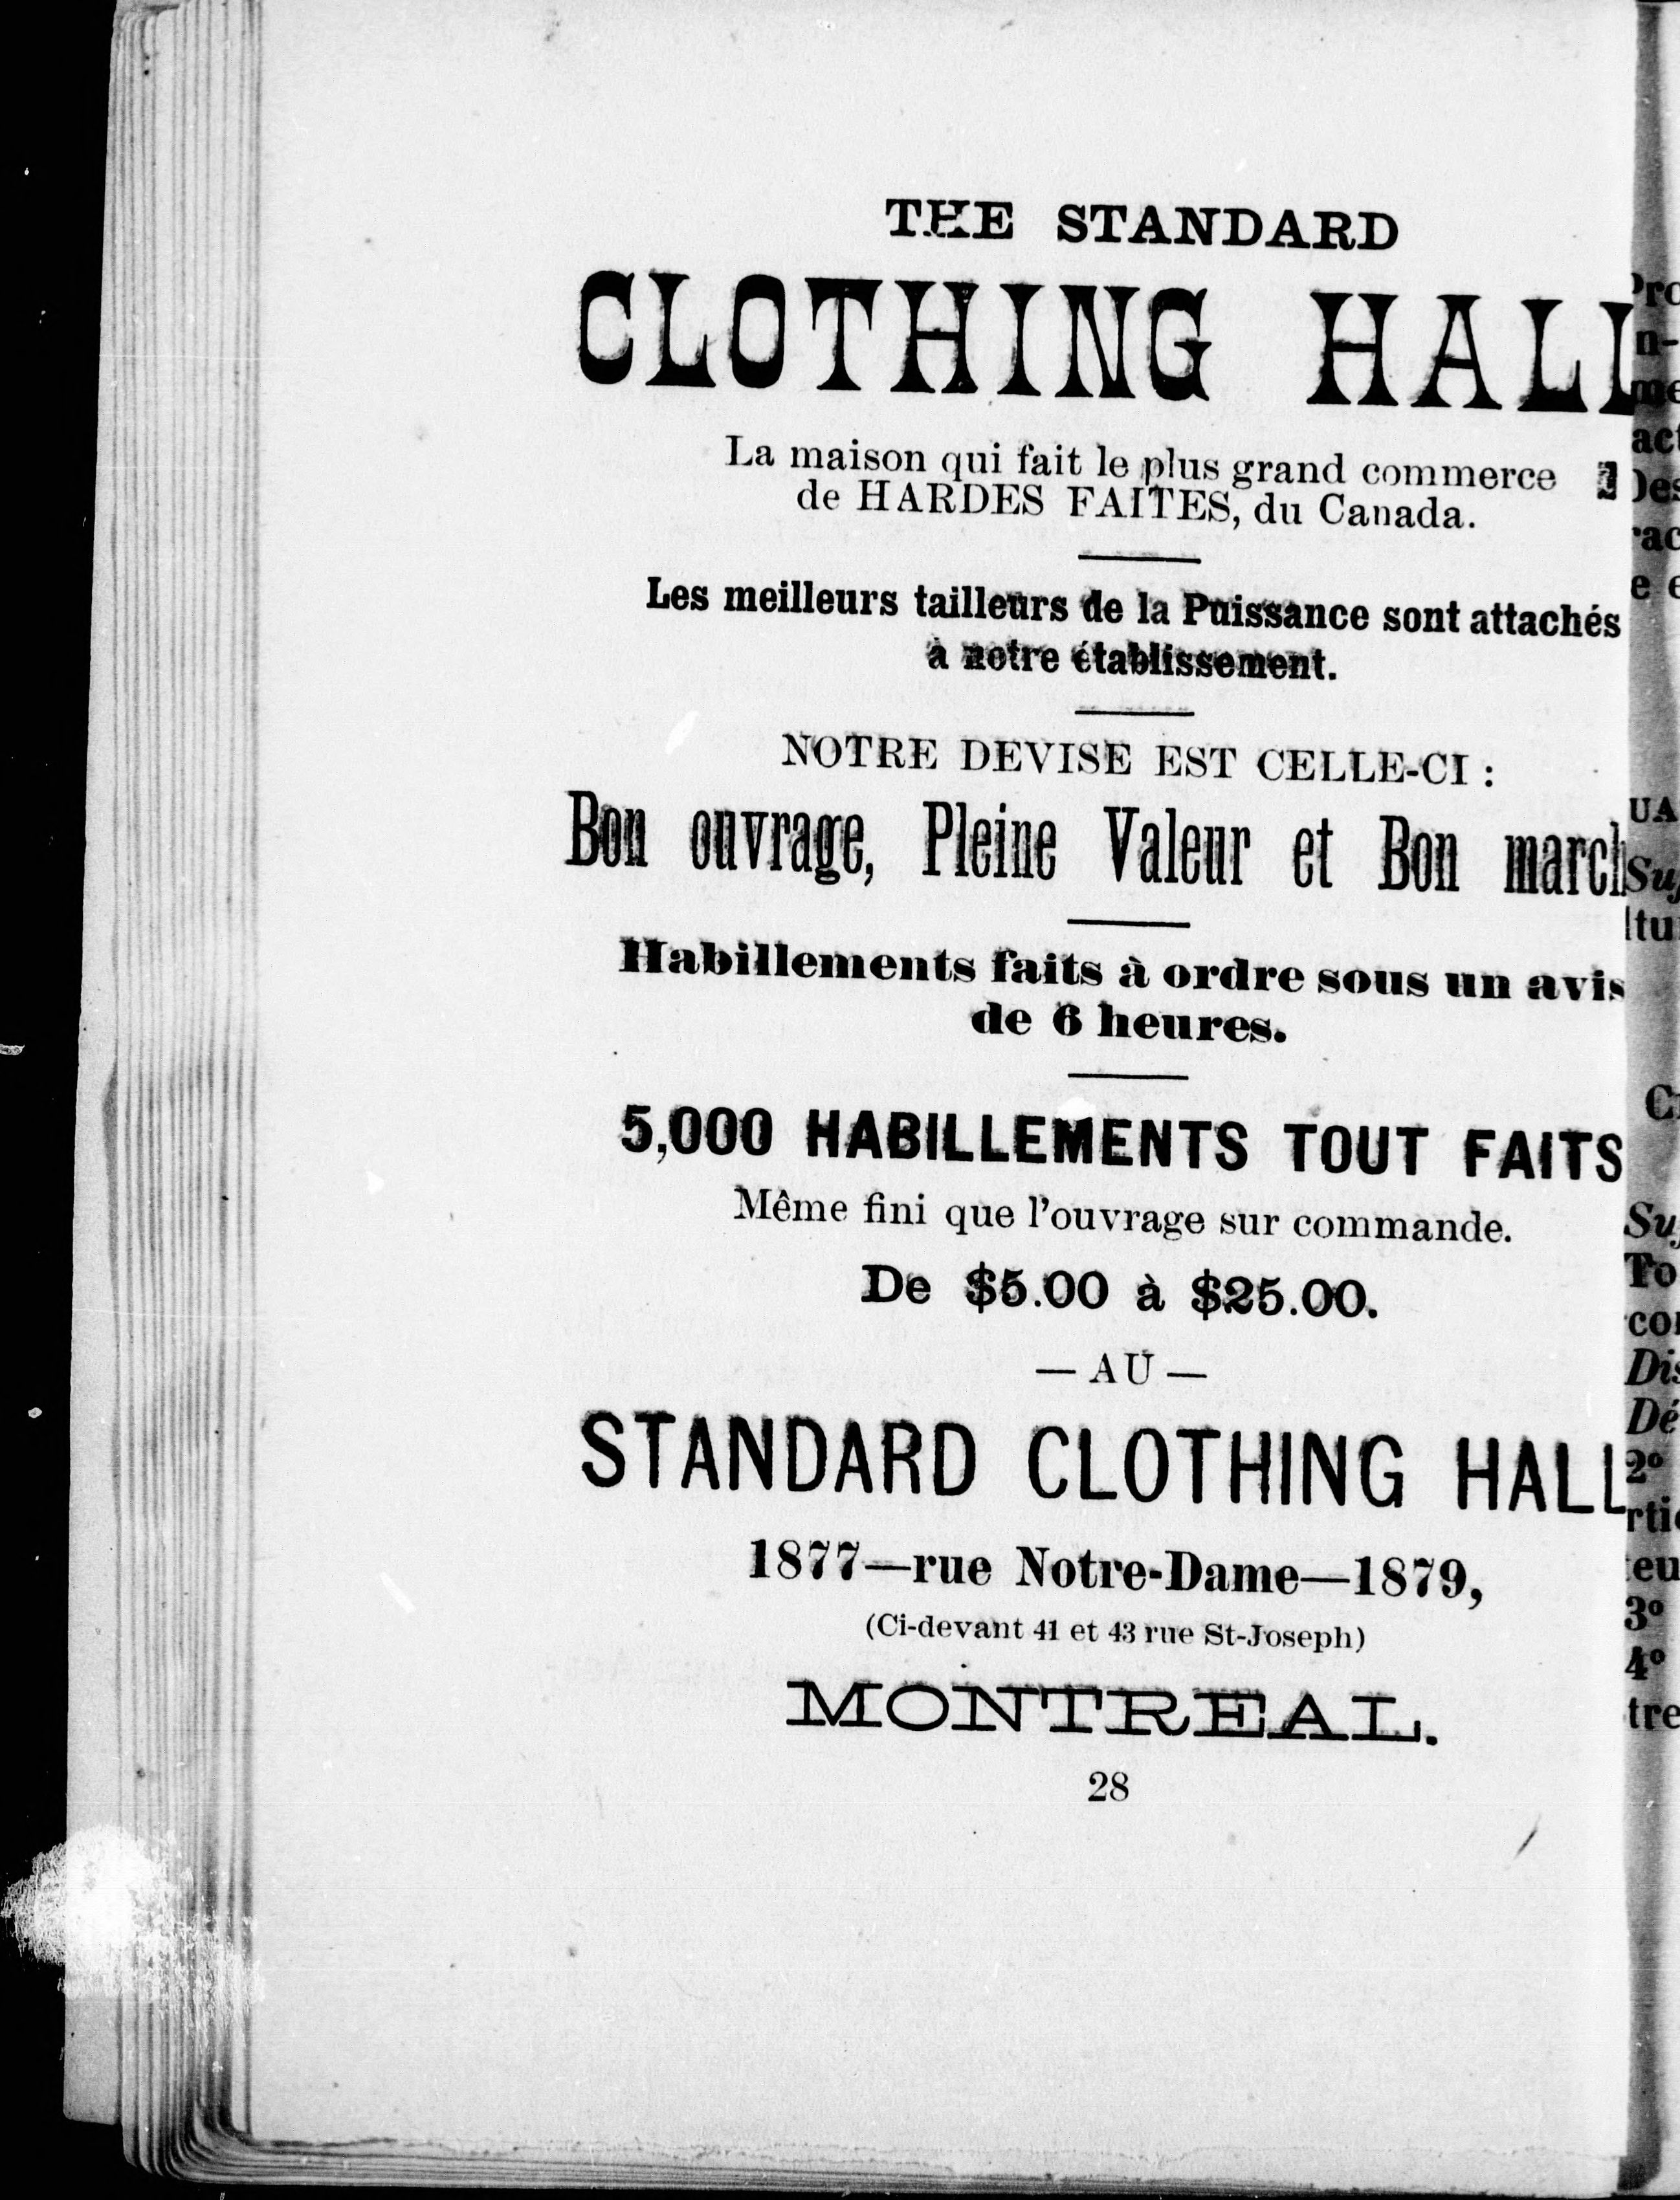 THE STANDARD
CLOTHING HALL
La maison qui fait le plus grand commerce
de HARDES FAITES, du Canada.
Les meilleurs tailleurs de la Puissance sont attachés
à notre établissement.
NOTRE DEVISE EST CELLE-CI :
Bon ouvrage, Pleine Valeur et Bon march
Habillements faits à ordre sous un avis
de 6 heures.
5,000 HABILLEMENTS TOUT FAITS
Même fini que l'ouvrage sur commande.
De $5.00 à $25.00.
— AU —
STANDARD CLOTHING HALL
1877—rue Notre-Dame—1879,
(Ci-devant 41 et 43 rue St-Joseph)
MONTREAL.
28